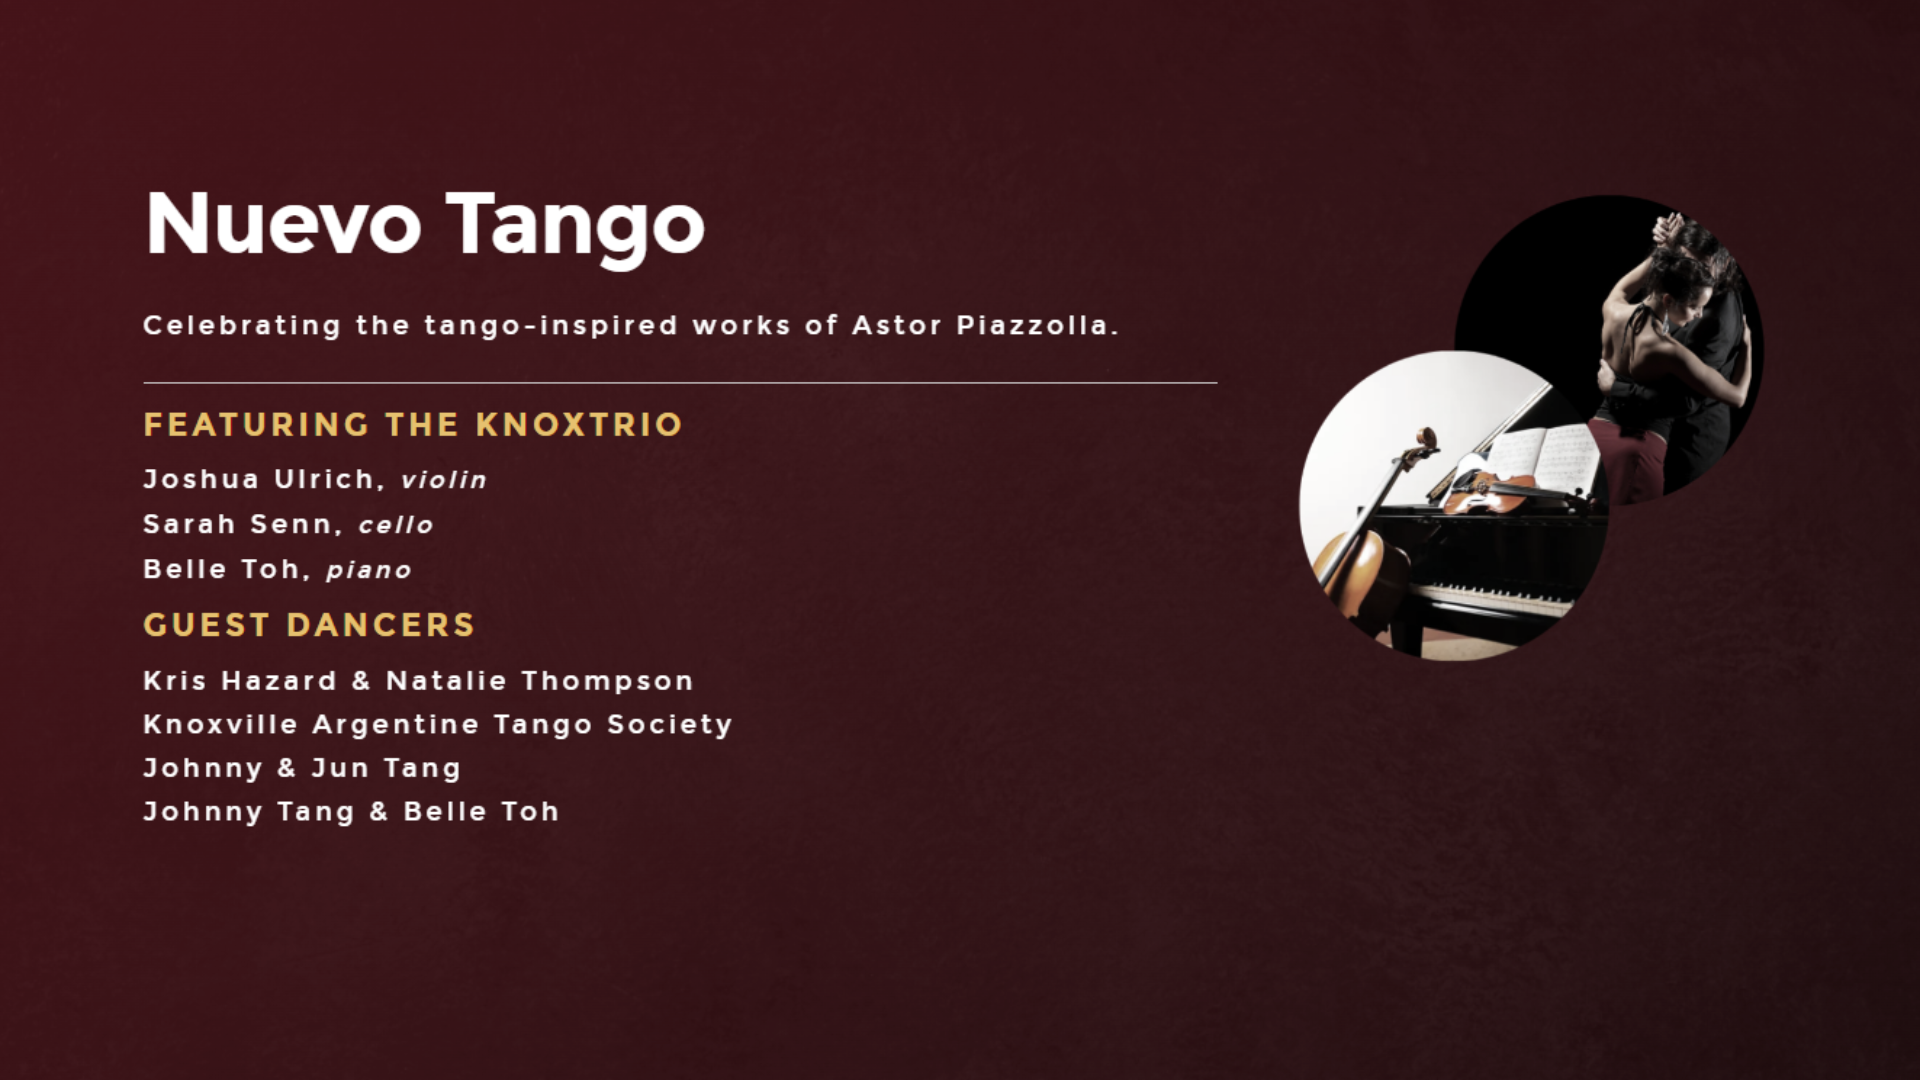 Nuevo Tango
Celebrating the tango-inspired works of Astor Piazzolla.
FEATURING THE KNOXTRIO
Joshua Ulrich, violin
Sarah Senn, cello
Belle Toh, piano
GUEST DANCERS
Kris Hazard & Natalie Thompson
Knoxville Argentine Tango Society
Johnny & Jun Tang
Johnny Tang & Belle Toh